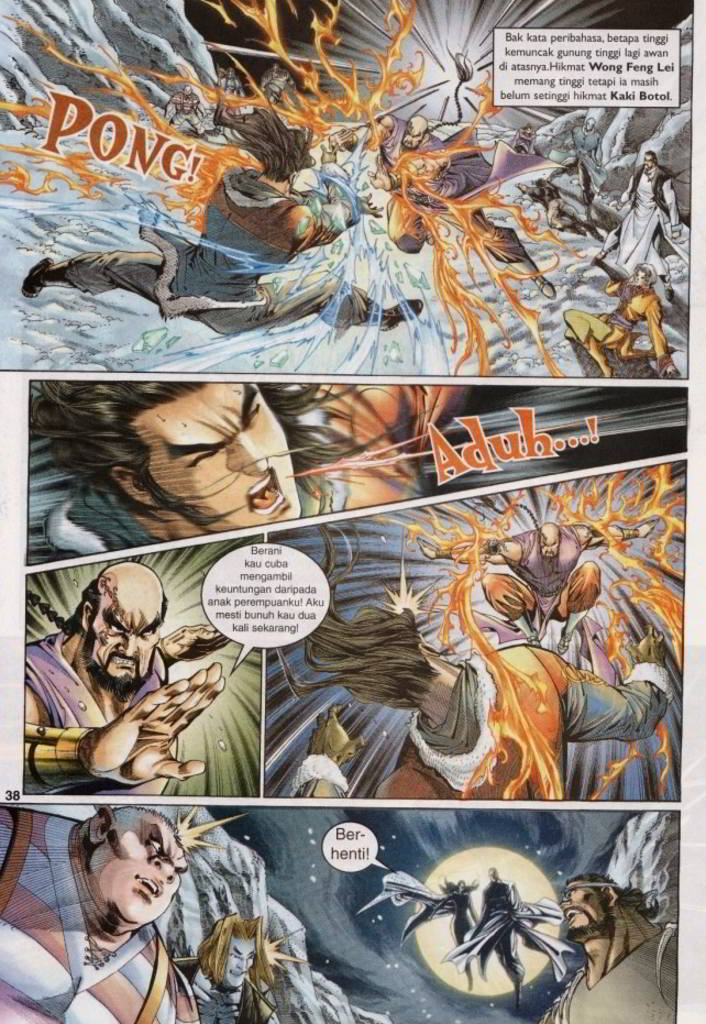 Bak kata peribahasa, betapa tinggi
kemuncak gunung tinggi lagi awan
di atasnya.Hikmat Wong Feng Lei
memang tinggi tetapi ia masih
belum setinggi hikmat Kaki Botol.
PONG!
Aduh...!
Berani
kau cuba
mengambil
keuntungan daripada
anak perempuanku! Aku
mesti bunuh kau dua
kali sekarang!
38
Ber-
henti!